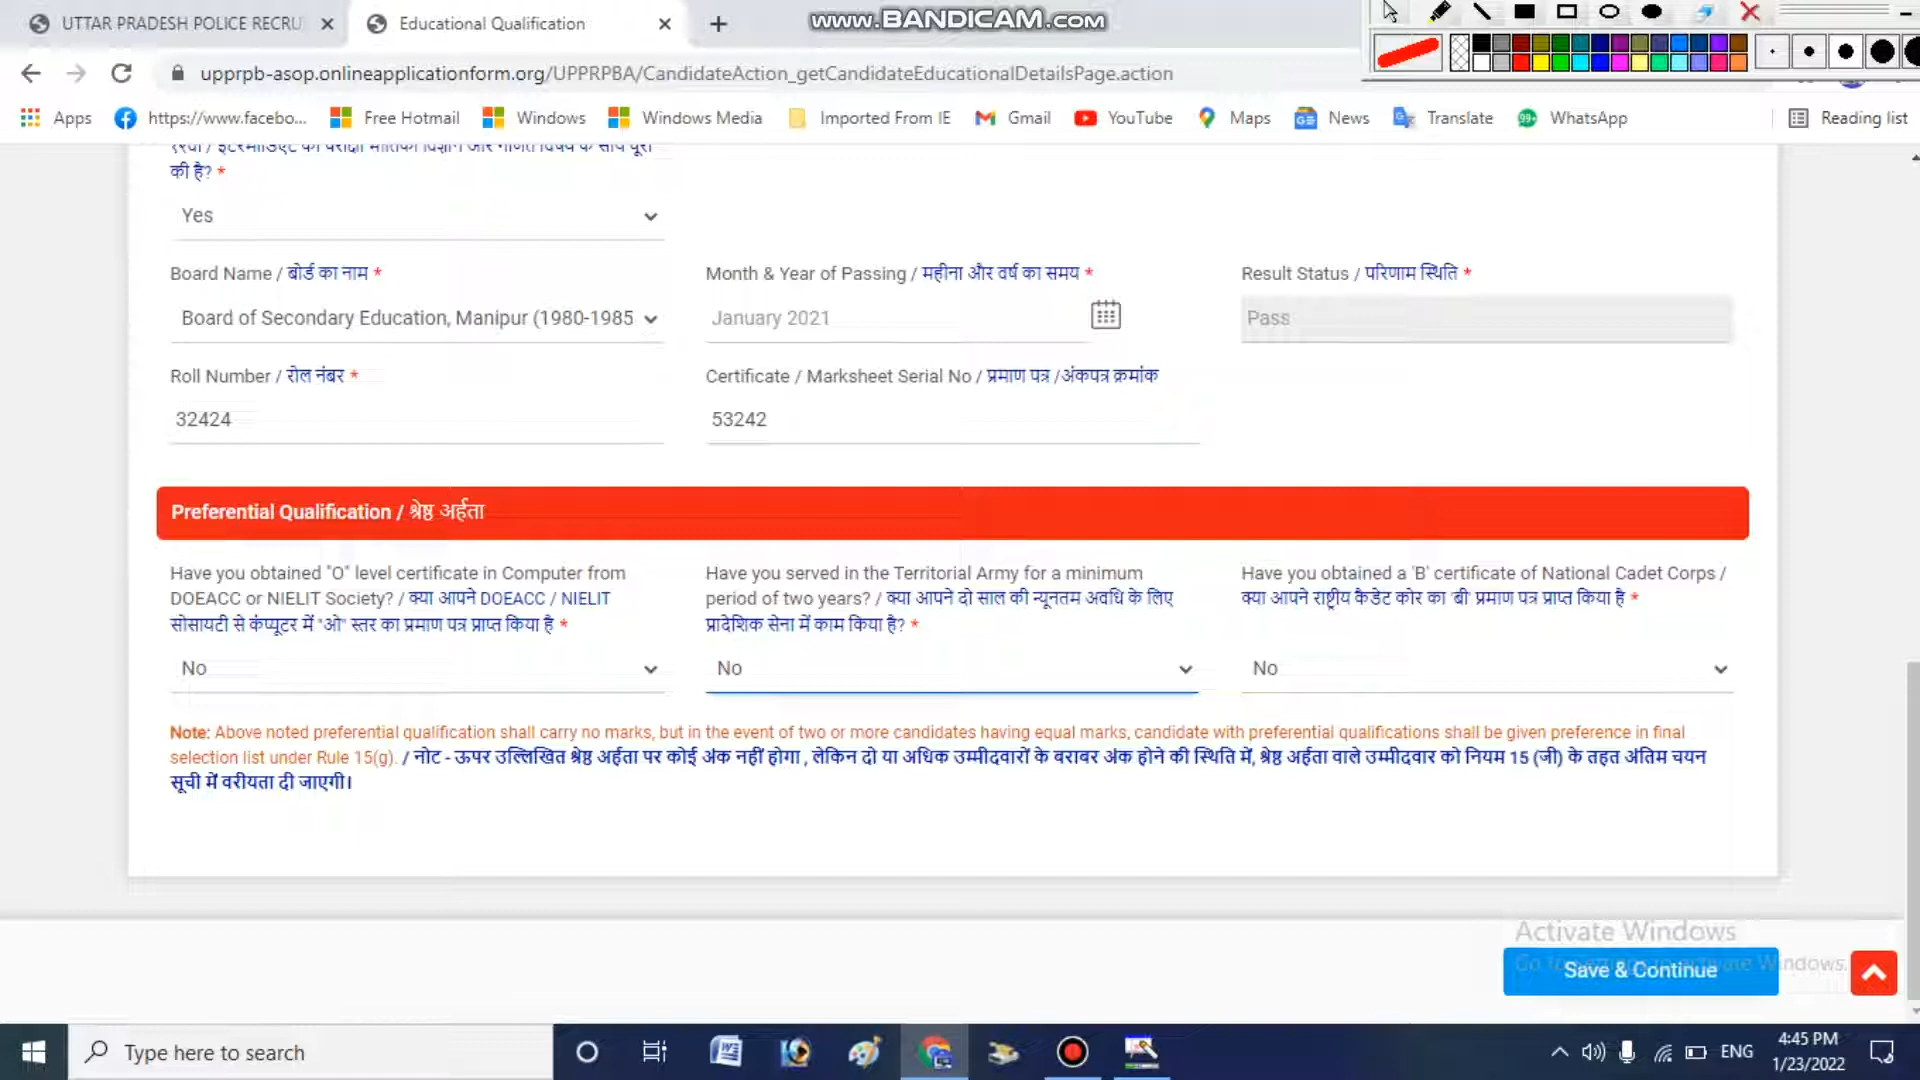 UTTAR PRADESH POLICE RECRU
Educational Qualification
www.BANDICAM.com
upprpb-asop.onlineapplicationform.org/UPPRPBA/CandidateAction_getCandidateEducationalDetailsPage.action
Apps
https://www.facebo...
Free Hotmail
Windows
Windows Media
Imported From IE
Gmail
YouTube
Maps
News
Translate
99+
WhatsApp
Reading list
की है? *
Yes
Board Name / बोर्ड का नाम *
Month & Year of Passing / महीना और वर्ष का समय *
Result Status / परिणाम स्थिति *
Board of Secondary Education, Manipur (1980-1985
January 2021
Pass
Roll Number / रोल नंबर *
Certificate / Marksheet Serial No / प्रमाण पत्र /अंकपत्र क्रमांक
32424
53242
Preferential Qualification / श्रेष्ठ अर्हता
Have you obtained "O" level certificate in Computer from
DOEACC or NIELIT Society? / क्या आपने DOEACC / NIELIT
सोसायटी से कंप्यूटर में "ओ" स्तर का प्रमाण पत्र प्राप्त किया है *
Have you served in the Territorial Army for a minimum
period of two years? / क्या आपने दो साल की न्यूनतम अवधि के लिए
प्रादेशिक सेना में काम किया है? *
Have you obtained a 'B' certificate of National Cadet Corps /
क्या आपने राष्ट्रीय कैडेट कोर का 'बी' प्रमाण पत्र प्राप्त किया है *
No
No
No
Note: Above noted preferential qualification shall carry no marks, but in the event of two or more candidates having equal marks, candidate with preferential qualifications shall be given preference in final
selection list under Rule 15(g). / नोट - ऊपर उल्लिखित श्रेष्ठ अर्हता पर कोई अंक नहीं होगा , लेकिन दो या अधिक उम्मीदवारों के बराबर अंक होने की स्थिति में, श्रेष्ठ अर्हता वाले उम्मीदवार को नियम 15 (जी) के तहत अंतिम चयन
सूची में वरीयता दी जाएगी।
Activate Windows
Save & Continue
Type here to search
ENG
4:45 PM
1/23/2022